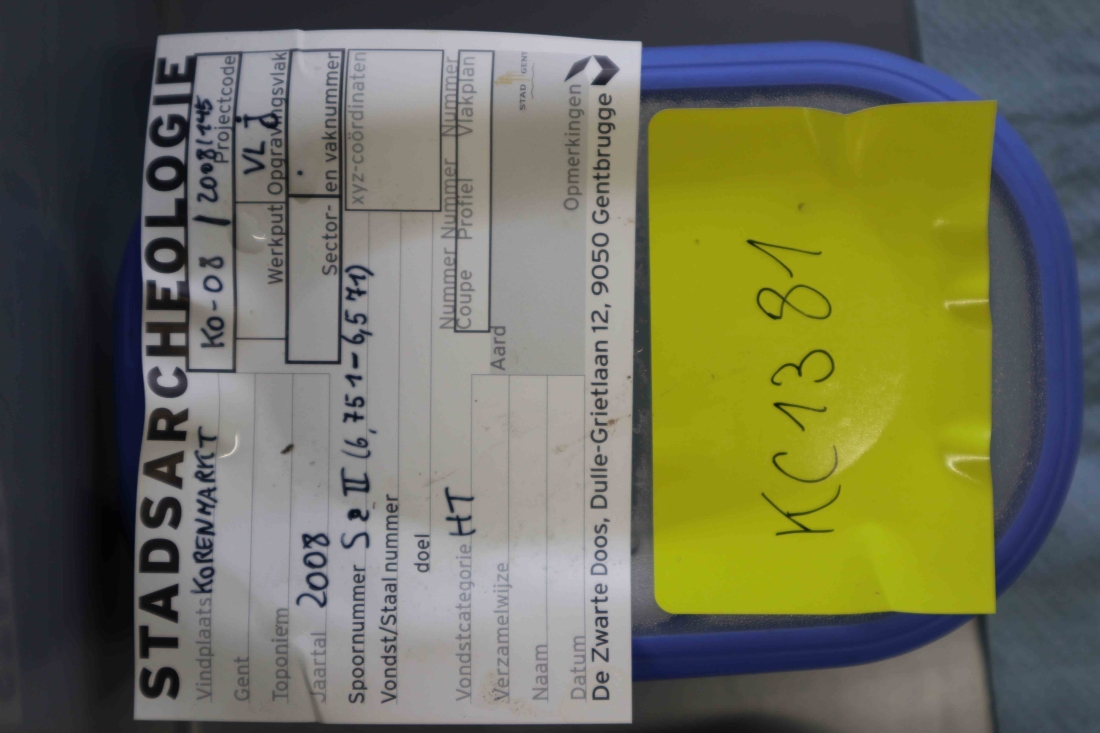 STADSARCHEOLOGIE
Vindplaats KORENMARKT KO-08 / 2008/145 Projectcode
Gent Werkput VL I Opgravingsvlak
Toponiem
Jaartal 2008 Sector- en vaknummer
Spoornummer S2 II (6,751-6,571) xyz-coördinaten
Vondst/Staalnummer
doel
Nummer Coupe Nummer Profiel Nummer Vlakplan
Vondstcategorie HT
Verzamelwijze Aard
Naam
Datum Opmerkingen
STAD GENT
De Zwarte Doos, Dulle-Grietlaan 12, 9050 Gentbrugge
KC1381